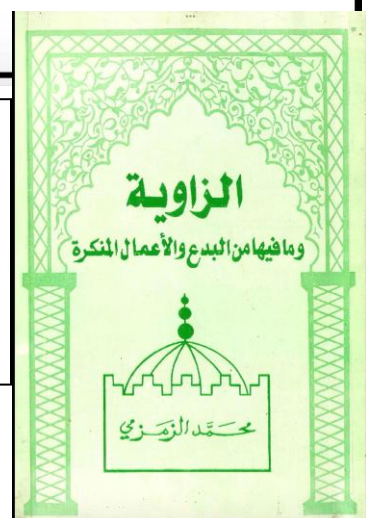 الزاوية
وما فيها من البدع والأعمال المنكرة
محمد الزمزمي